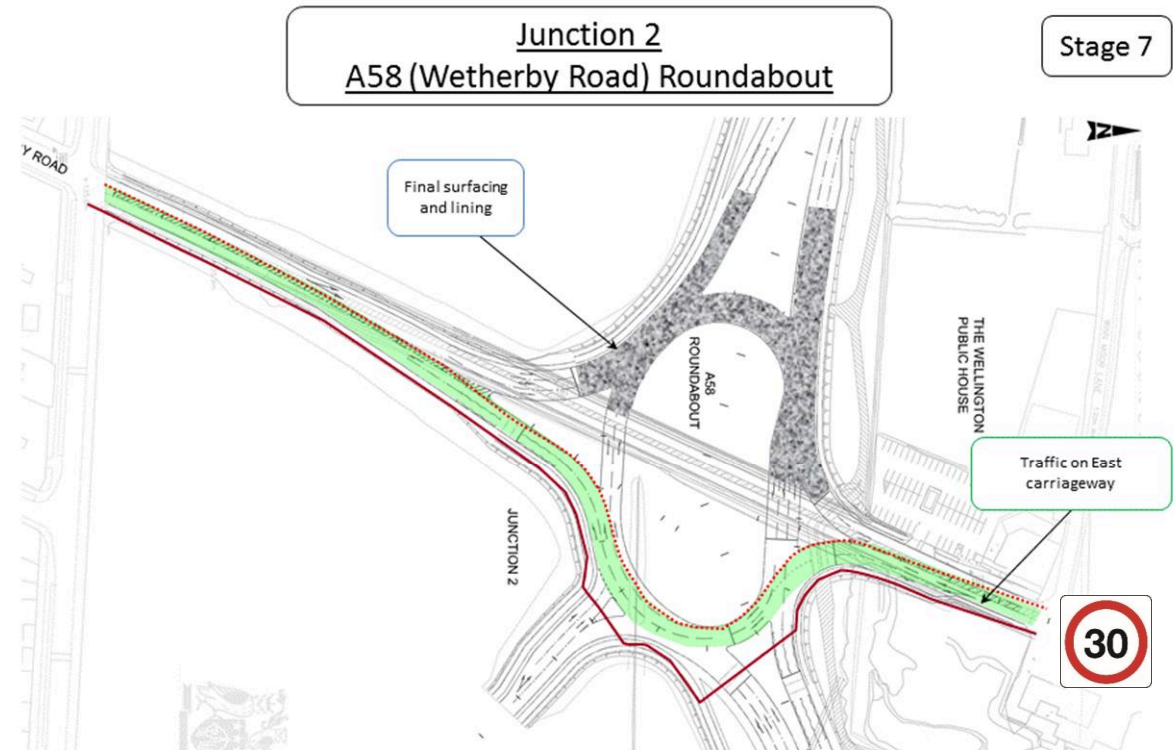 Junction 2
A58 (Wetherby Road) Roundabout
Stage 7
N
Y ROAD
Final surfacing
and lining
A58
ROUNDABOUT
THE WELLINGTON
PUBLIC HOUSE
Traffic on East
carriageway
JUNCTION 2
30